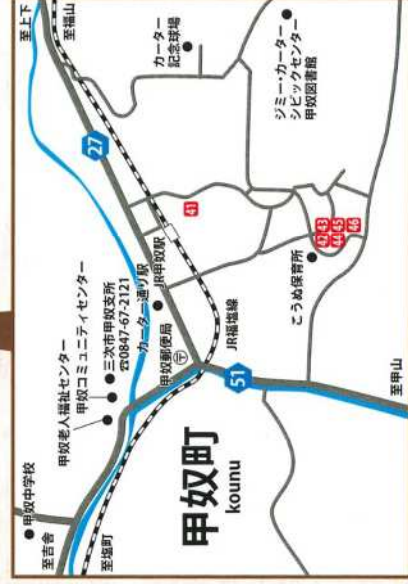 至上下
至福山
カーター
記念球場
ジミー・カーター
シビックセンター
甲奴図書館
27
41
42 43
44 45
46
こうぬ保育所
JR甲奴駅
カーター通り駅
甲奴郵便局
〒
JR福塩線
51
至甲山
三次市甲奴支所
☎0847-67-2121
甲奴コミュニティセンター
甲奴老人福祉センター
甲奴中学校
至吉舎
至塩町
甲奴町
kounu